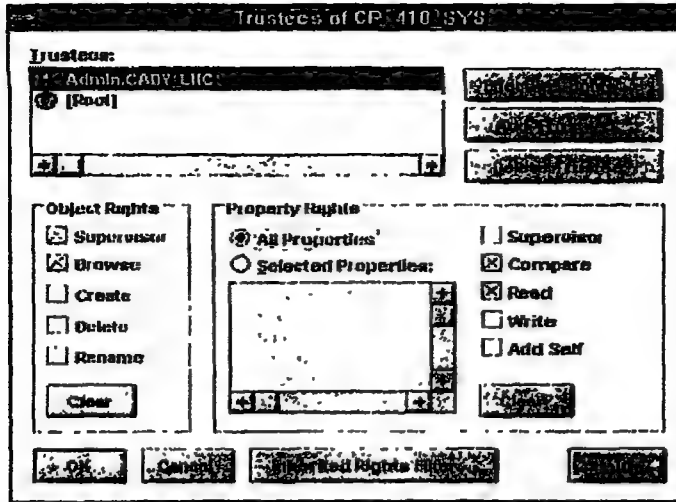 Trustees of CP_410_SYS
Trustees:
Admin.CADY LHC
[Root]
Object Rights
Supervisor
Browse
Create
Delete
Rename
Clear
Property Rights
All Properties
Selected Properties:
Supervisor
Compare
Read
Write
Add Self
OK
Cancel
Inherited Rights Filter